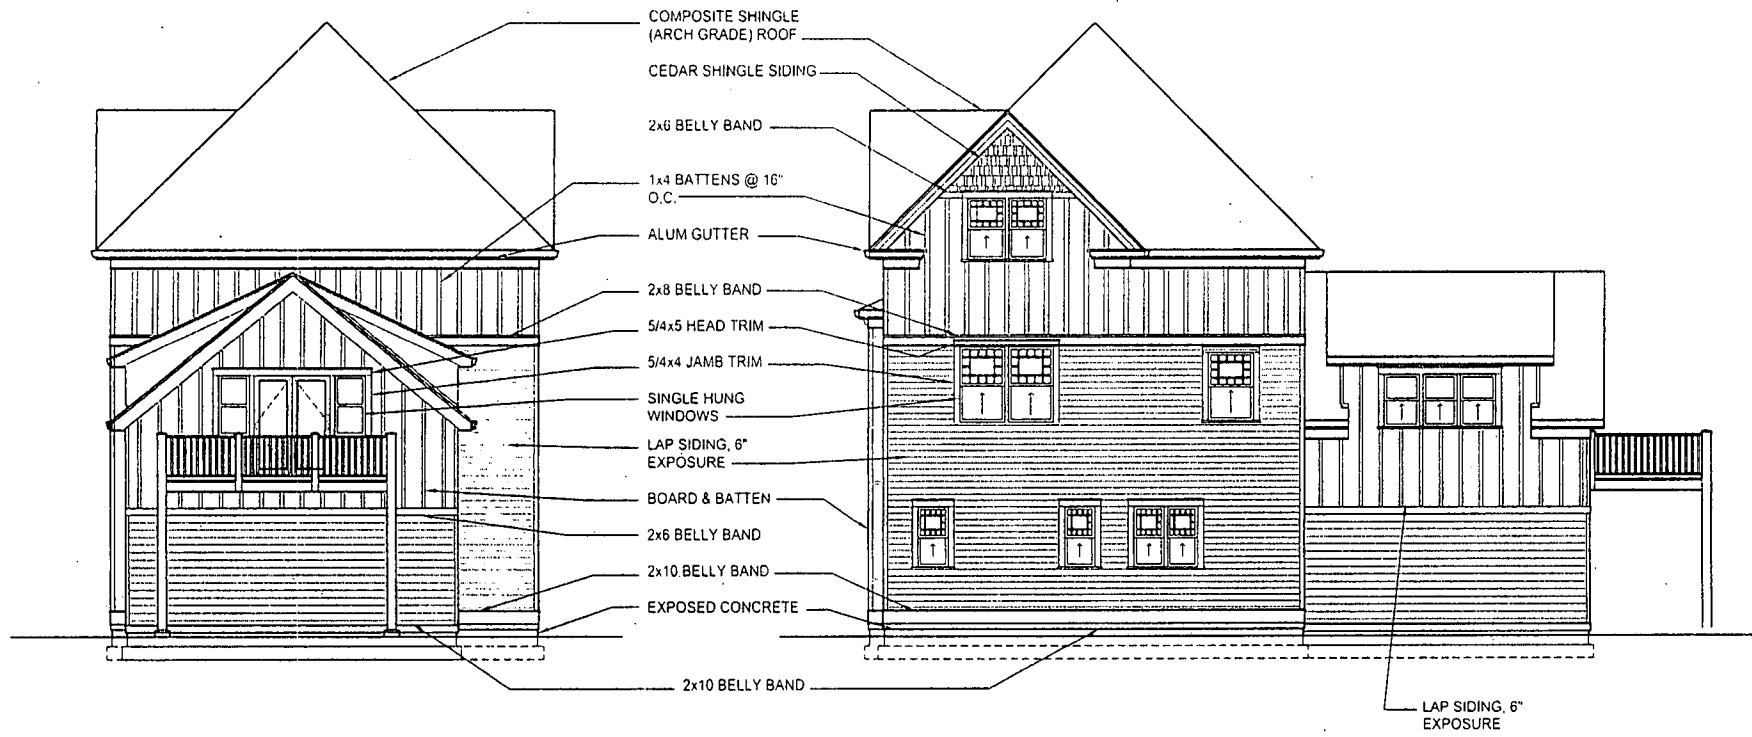 COMPOSITE SHINGLE
(ARCH GRADE) ROOF
CEDAR SHINGLE SIDING
2x6 BELLY BAND
1x4 BATTENS @ 16"
O.C.
ALUM GUTTER
2x8 BELLY BAND
5/4x5 HEAD TRIM
5/4x4 JAMB TRIM
SINGLE HUNG
WINDOWS
LAP SIDING, 6"
EXPOSURE
BOARD & BATTEN
2x6 BELLY BAND
2x10 BELLY BAND
EXPOSED CONCRETE
2x10 BELLY BAND
LAP SIDING, 6"
EXPOSURE